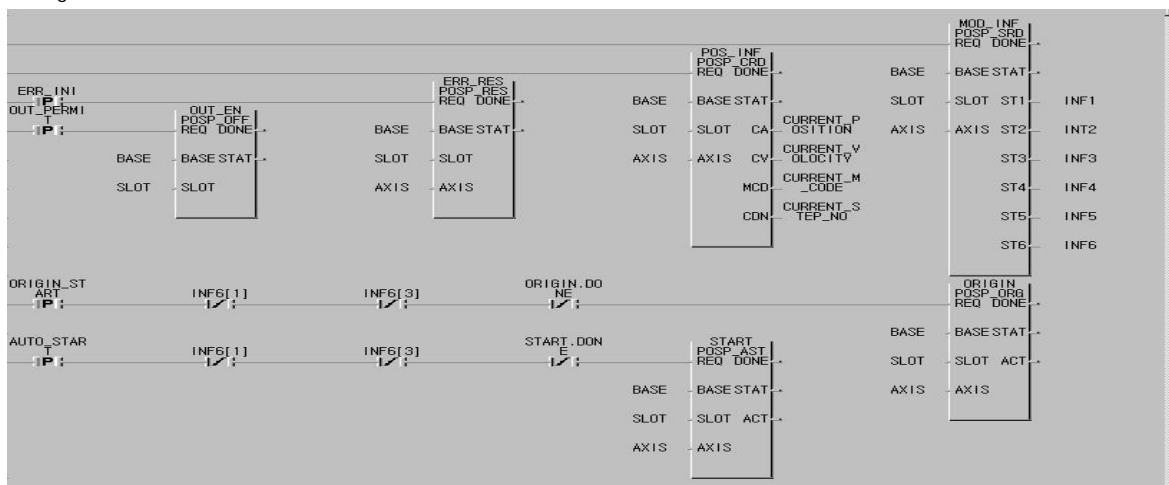 MOD_INF
POSP_SRD
REQ DONE
POS_INF
POSP_CRD
REQ DONE
BASE BASE STAT
ERR_RES
POSP_RES
REQ DONE
ERR_INI
P
BASE BASE STAT
SLOT SLOT ST1 INF1
OUT_PERMI
T
P
OUT_EN
POSP_OFF
REQ DONE
BASE BASE STAT
SLOT SLOT CA CURRENT_P
OSITION
AXIS AXIS ST2 INT2
BASE BASE STAT
SLOT SLOT
AXIS AXIS CV CURRENT_V
OLOCITY
ST3 INF3
SLOT SLOT
AXIS AXIS
MCD CURRENT_M
_CODE
ST4 INF4
CDN CURRENT_S
TEP_NO
ST5 INF5
ST6 INF6
ORIGIN_ST
ART
P
INF6[1]
INF6[3]
ORIGIN.DO
NE
ORIGIN
POSP_ORG
REQ DONE
BASE BASE STAT
AUTO_STAR
T
P
INF6[1]
INF6[3]
START.DON
E
START
POSP_AST
REQ DONE
SLOT SLOT ACT
BASE BASE STAT
AXIS AXIS
SLOT SLOT ACT
AXIS AXIS